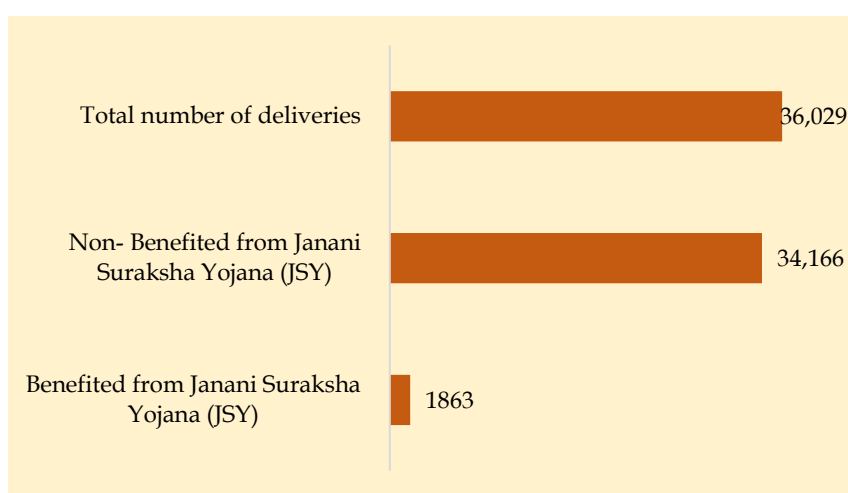 Total number of deliveries
36,029
Non- Benefited from Janani
Suraksha Yojana (JSY)
34,166
Benefited from Janani Suraksha
Yojana (JSY)
1863